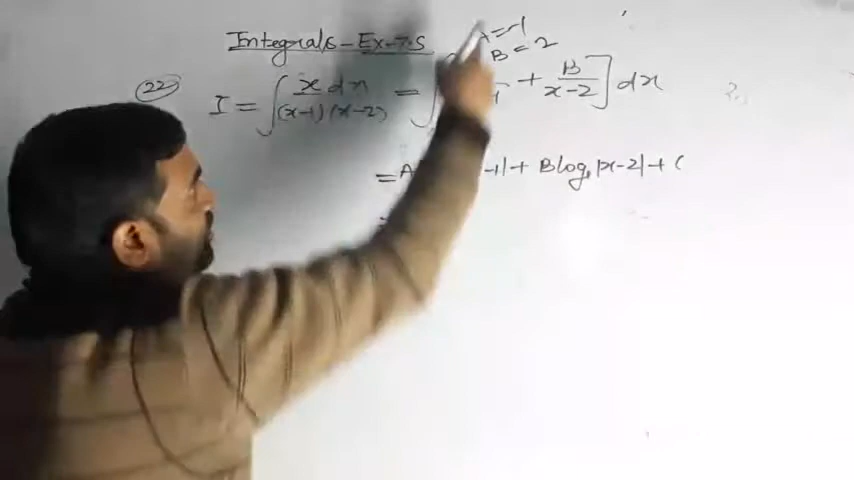 Integrals - Ex-7.5
A = -1
B = 2
(22) I = ∫ x dx / (x-1)(x-2) = ∫ + B/x-2 ] dx
= A -1| + B log |x-2| + C
=